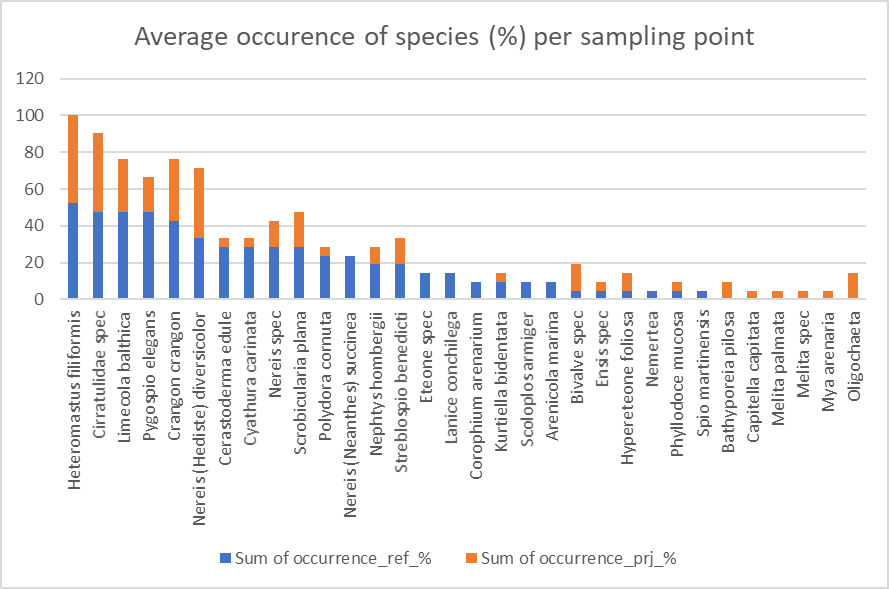 Average occurence of species (%) per sampling point
120
100
80
60
40
20
0
Heteromastus filiformis
Cirratulidae spec
Limecola balthica
Pygospio elegans
Crangon crangon
Nereis (Hediste) diversicolor
Cerastoderma edule
Cyathura carinata
Nereis spec
Scrobicularia plana
Polydora cornuta
Nereis (Neanthes) succinea
Nephtys hombergii
Streblospio benedicti
Eteone spec
Lanice conchilega
Corophium arenarium
Kurtiella bidentata
Scoloplos armiger
Arenicola marina
Bivalve spec
Ensis spec
Hypereteone foliosa
Nemertea
Phyllodoce mucosa
Spio martinensis
Bathyporeia pilosa
Capitella capitata
Melita palmata
Melita spec
Mya arenaria
Oligochaeta
Sum of occurrence_ref_%
Sum of occurrence_prj_%